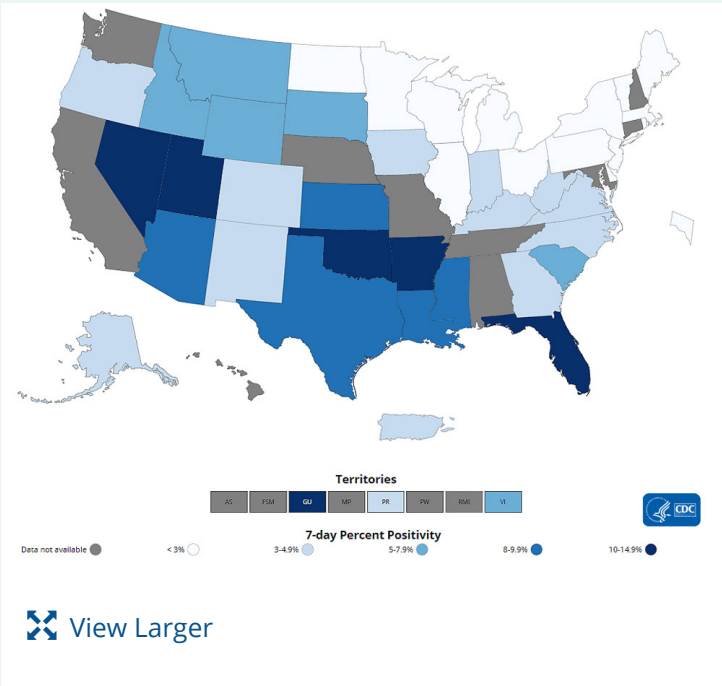 Territories
AS FSM GU MP PR PW RMI VI
CDC
7-day Percent Positivity
Data not available < 3% 3-4.9% 5-7.9% 8-9.9% 10-14.9%
View Larger